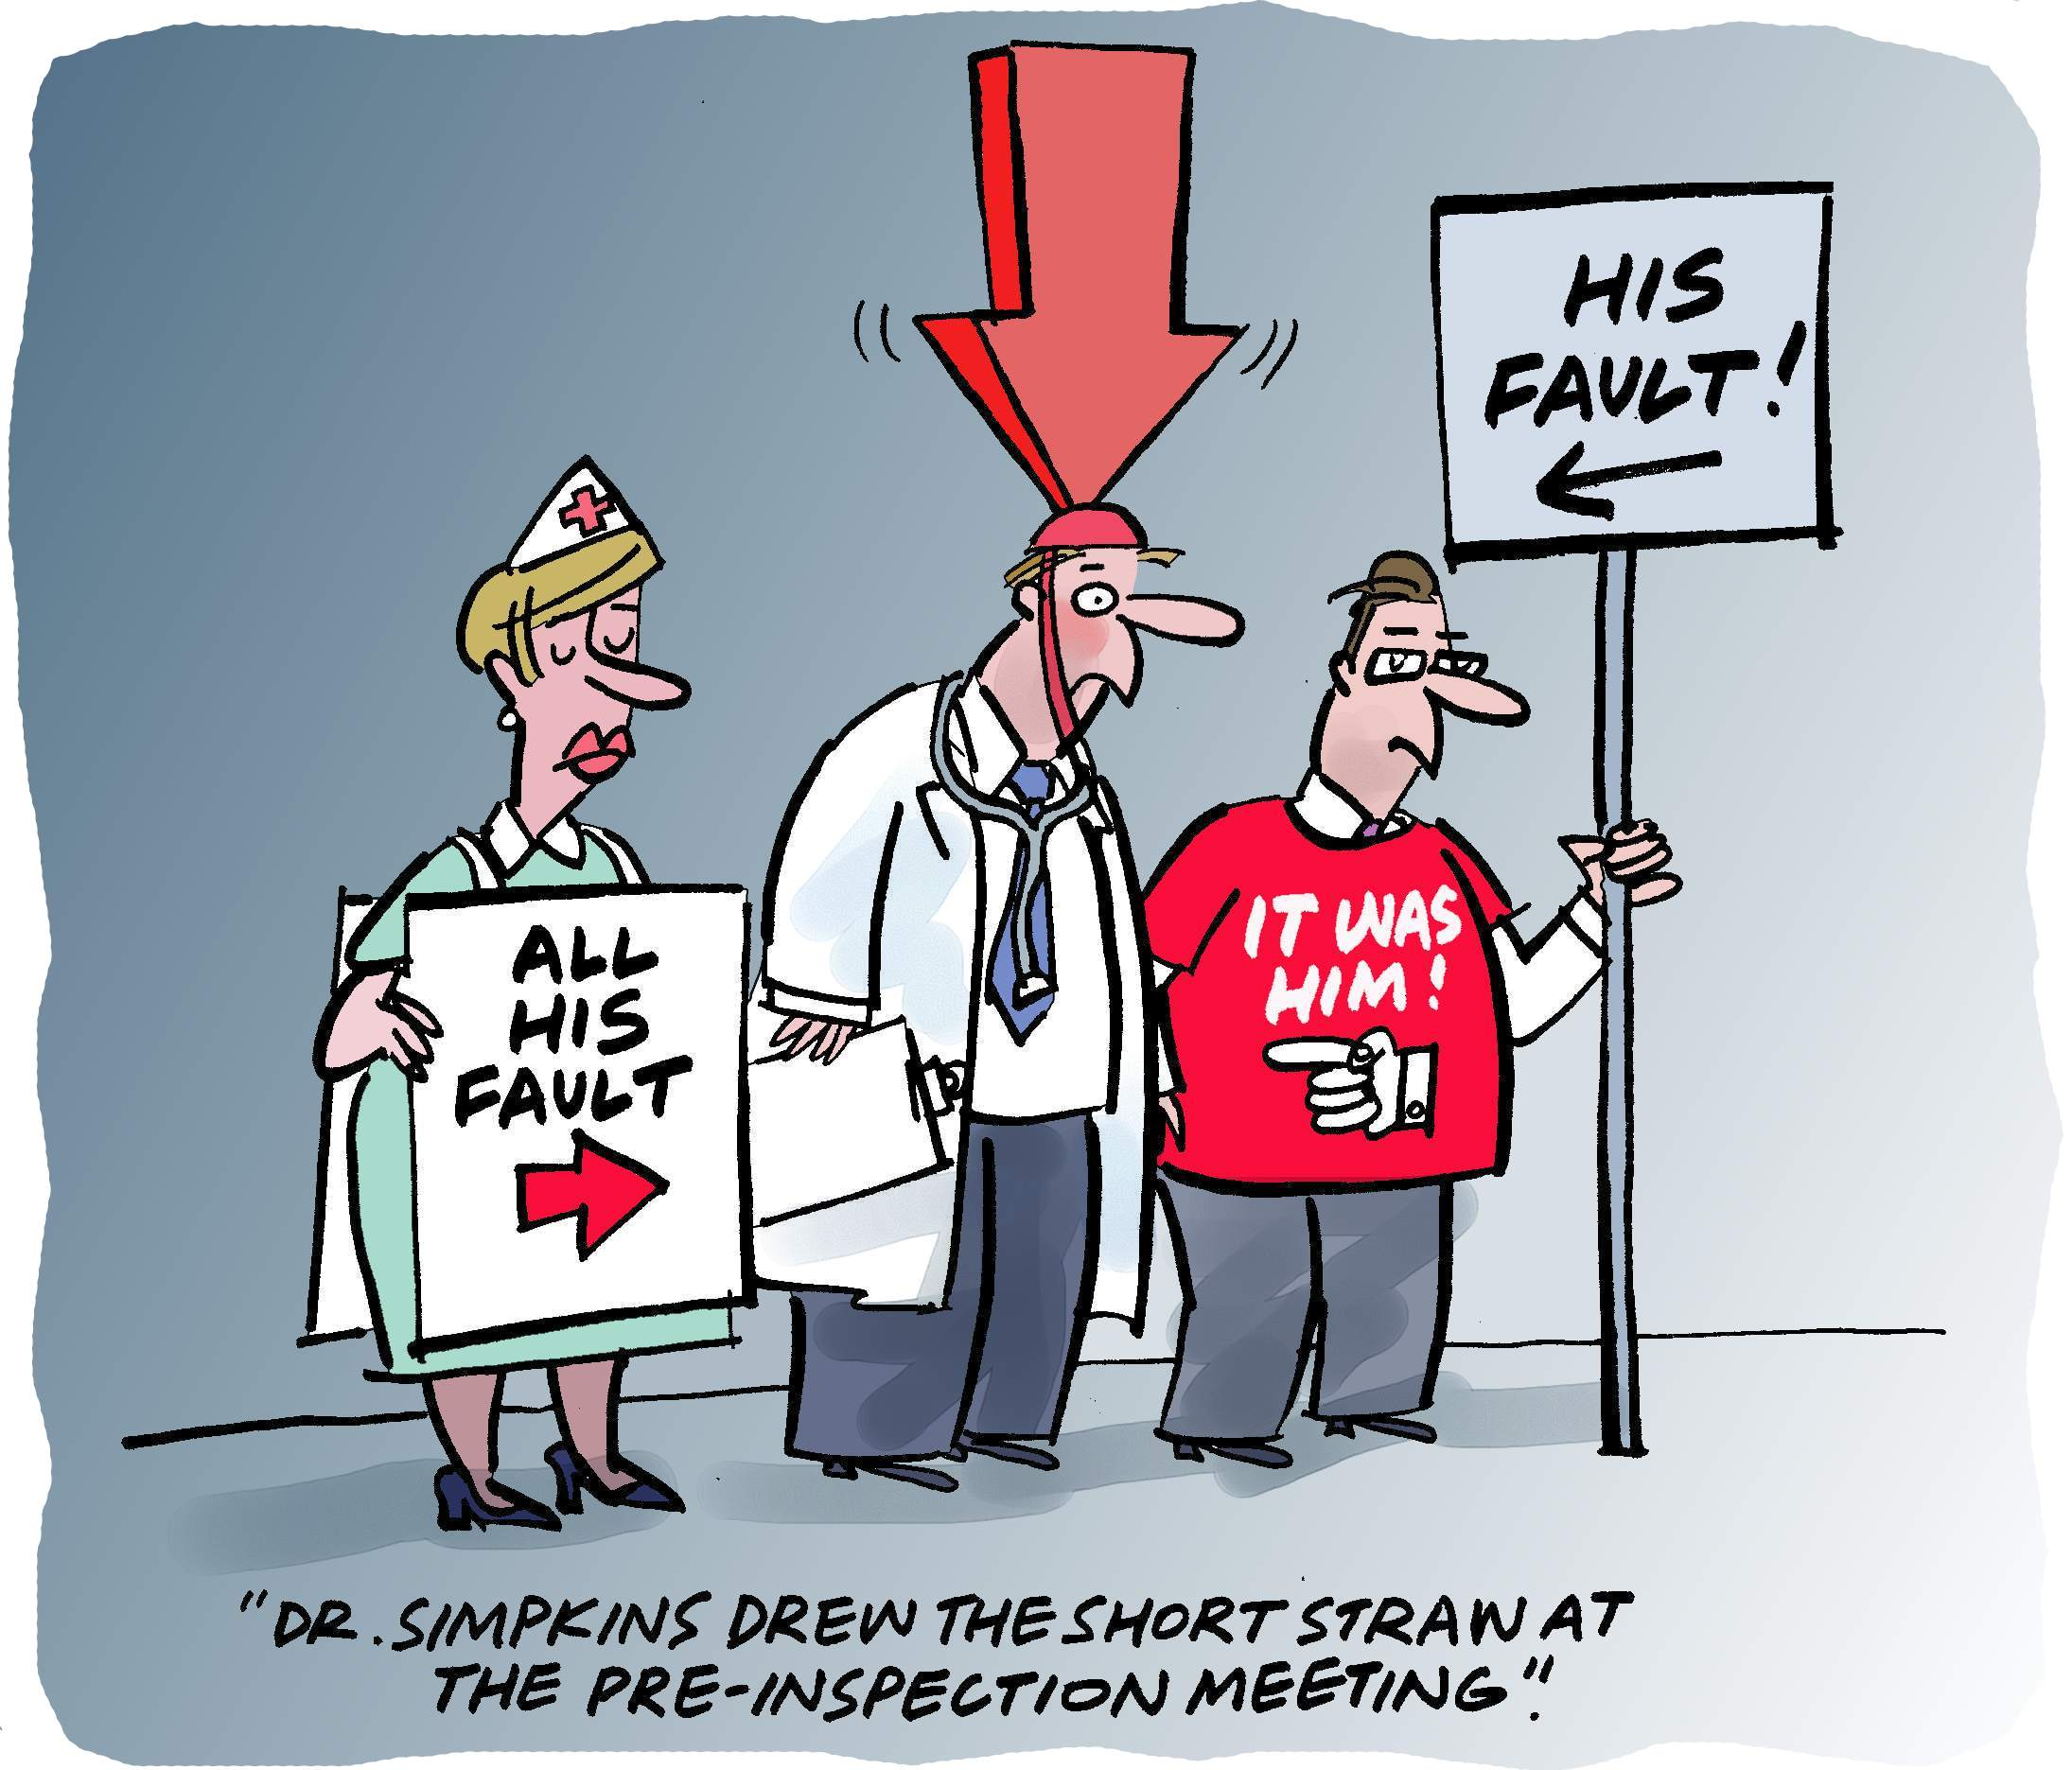 HIS
FAULT!
ALL
HIS
FAULT
IT WAS
HIM!
"DR. SIMPKINS DREW THE SHORT STRAW AT
THE PRE-INSPECTION MEETING".